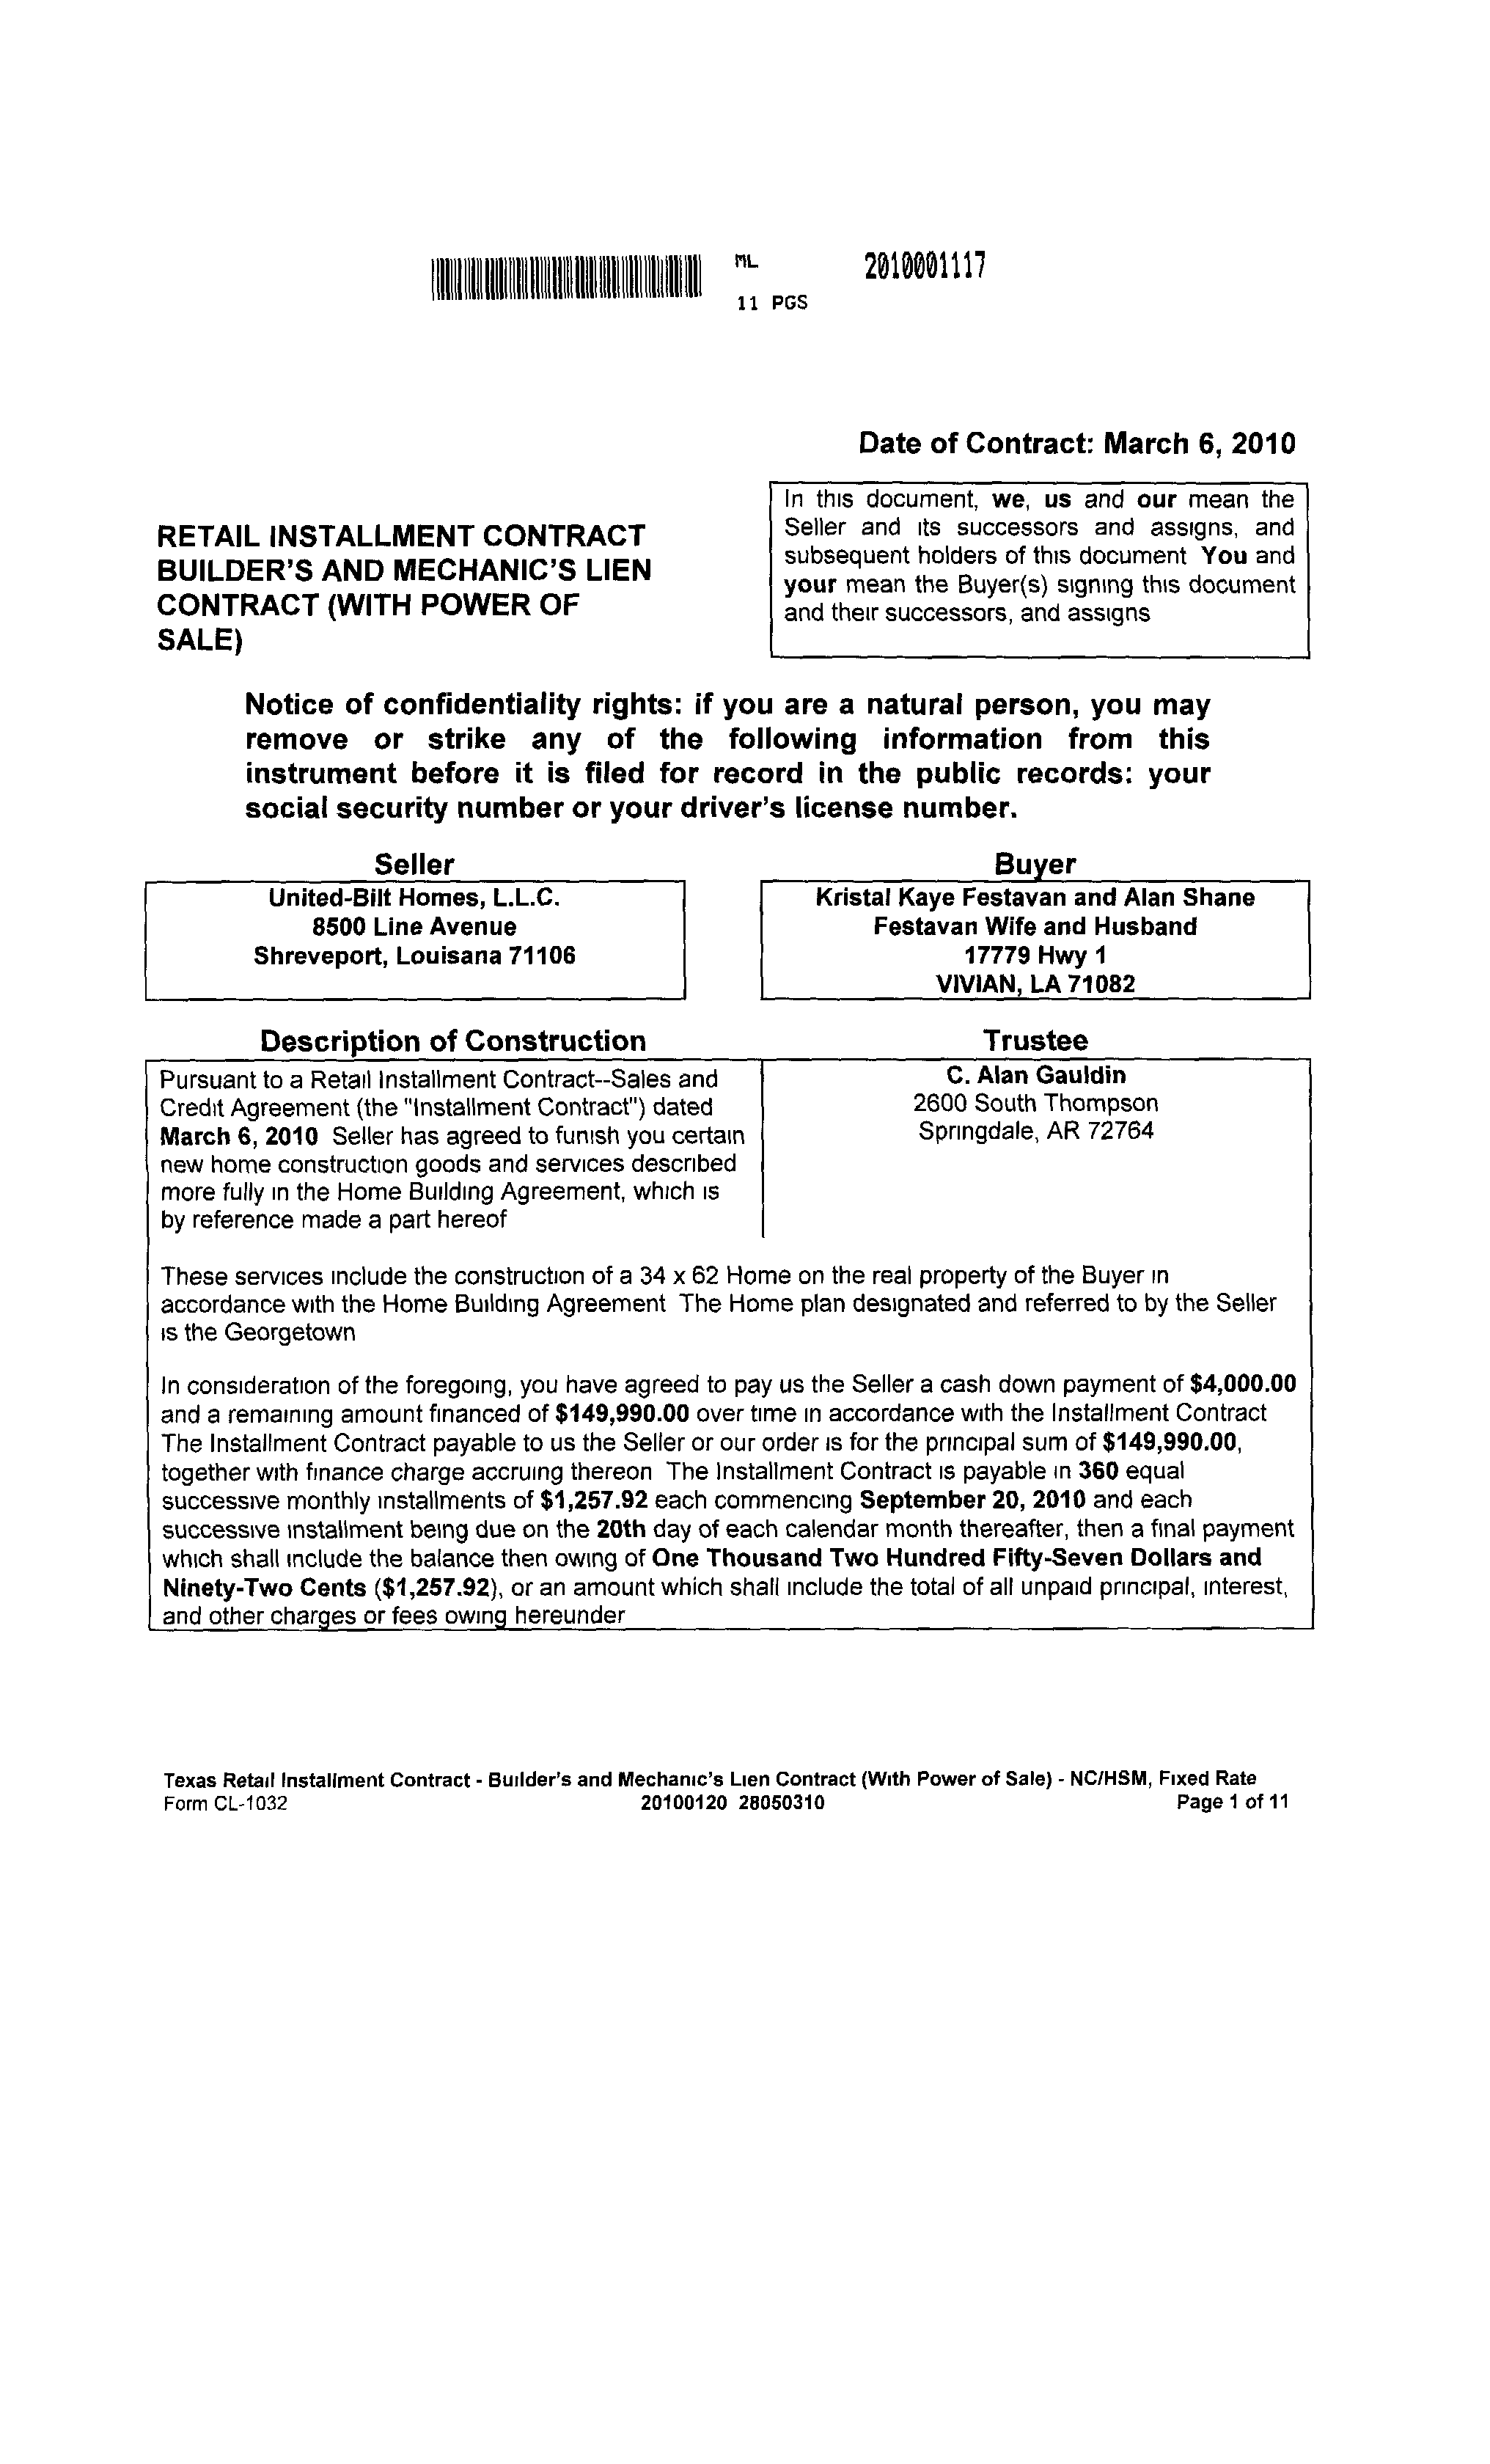 ML 2010001117
11 PGS
Date of Contract: March 6, 2010
In this document, we, us and our mean the
Seller and its successors and assigns, and
subsequent holders of this document You and
your mean the Buyer(s) signing this document
and their successors, and assigns
RETAIL INSTALLMENT CONTRACT
BUILDER'S AND MECHANIC'S LIEN
CONTRACT (WITH POWER OF
SALE)
Notice of confidentiality rights: if you are a natural person, you may
remove or strike any of the following information from this
instrument before it is filed for record in the public records: your
social security number or your driver's license number.
Seller
United-Bilt Homes, L.L.C.
8500 Line Avenue
Shreveport, Louisana 71106
Buyer
Kristal Kaye Festavan and Alan Shane
Festavan Wife and Husband
17779 Hwy 1
VIVIAN, LA 71082
Description of Construction
Pursuant to a Retail Installment Contract--Sales and
Credit Agreement (the "Installment Contract") dated
March 6, 2010 Seller has agreed to furnish you certain
new home construction goods and services described
more fully in the Home Building Agreement, which is
by reference made a part hereof
Trustee
C. Alan Gauldin
2600 South Thompson
Springdale, AR 72764
These services include the construction of a 34 x 62 Home on the real property of the Buyer in
accordance with the Home Building Agreement The Home plan designated and referred to by the Seller
is the Georgetown
In consideration of the foregoing, you have agreed to pay us the Seller a cash down payment of $4,000.00
and a remaining amount financed of $149,990.00 over time in accordance with the Installment Contract
The Installment Contract payable to us the Seller or our order is for the principal sum of $149,990.00,
together with finance charge accruing thereon The Installment Contract is payable in 360 equal
successive monthly installments of $1,257.92 each commencing September 20, 2010 and each
successive installment being due on the 20th day of each calendar month thereafter, then a final payment
which shall include the balance then owing of One Thousand Two Hundred Fifty-Seven Dollars and
Ninety-Two Cents ($1,257.92), or an amount which shall include the total of all unpaid principal, interest,
and other charges or fees owing hereunder
Texas Retail Installment Contract - Builder's and Mechanic's Lien Contract (With Power of Sale) - NC/HSM, Fixed Rate
Form CL-1032 20100120 28050310 Page 1 of 11